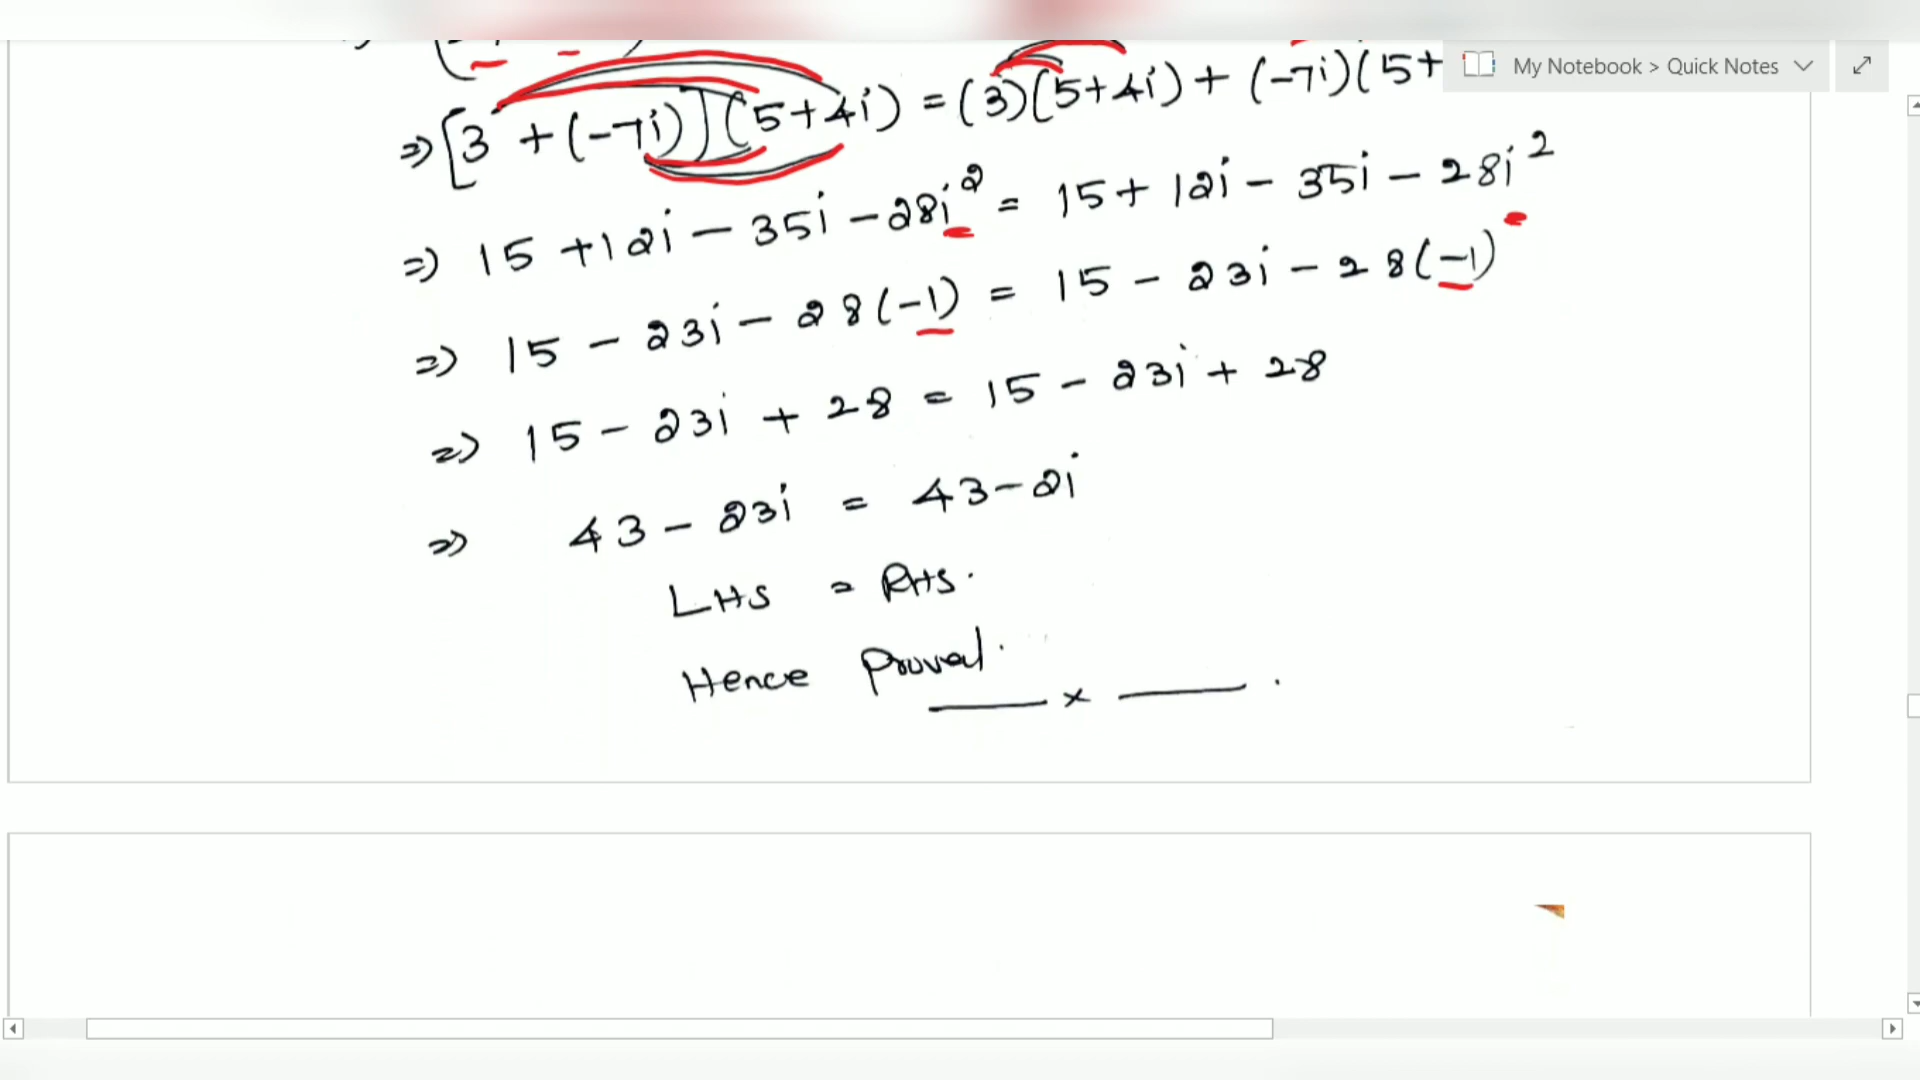 My Notebook > Quick Notes
⇒ [3 + (-7i)](5+4i) = (3)(5+4i) + (-7i)(5+
⇒ 15 + 12i - 35i - 28i² = 15 + 12i - 35i - 28i²
⇒ 15 - 23i - 28(-1) = 15 - 23i - 28(-1)
⇒ 15 - 23i + 28 = 15 - 23i + 28
⇒ 43 - 23i = 43 - 2i
LHS = RHS.
Hence Proved.
x